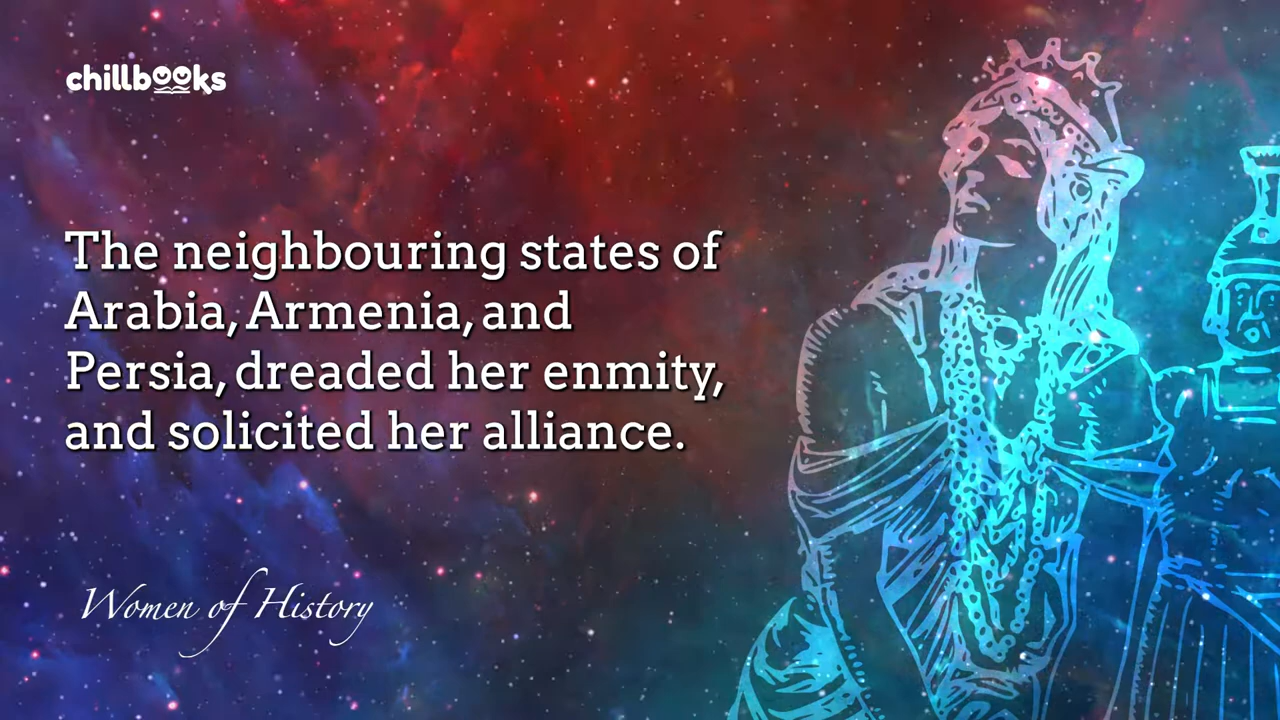 chillbooks
The neighbouring states of
Arabia, Armenia, and
Persia, dreaded her enmity,
and solicited her alliance.
Women of History